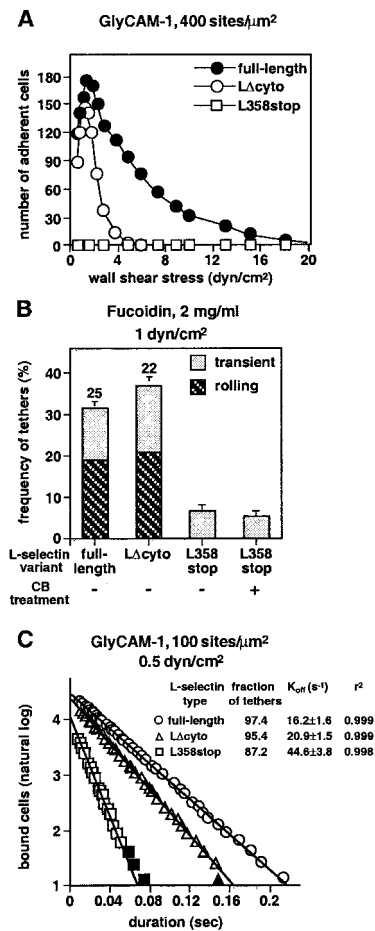 A
GlyCAM-1, 400 sites/μm²
number of adherent cells
180
150
120
90
60
30
0
full-length
LΔcyto
L358stop
0 4 8 12 16 20
wall shear stress (dyn/cm²)
B
Fucoidin, 2 mg/ml
1 dyn/cm²
frequency of tethers (%)
40
30
20
10
0
25
22
transient
rolling
L-selectin variant
full-length
LΔcyto
L358 stop
L358 stop
CB treatment
- - - +
C
GlyCAM-1, 100 sites/μm²
0.5 dyn/cm²
L-selectin type fraction of tethers Koff (s⁻¹) r²
full-length 97.4 16.2±1.6 0.999
LΔcyto 95.4 20.9±1.5 0.999
L358stop 87.2 44.6±3.8 0.998
bound cells (natural log)
4
3
2
1
0 0.04 0.08 0.12 0.16 0.2
duration (sec)